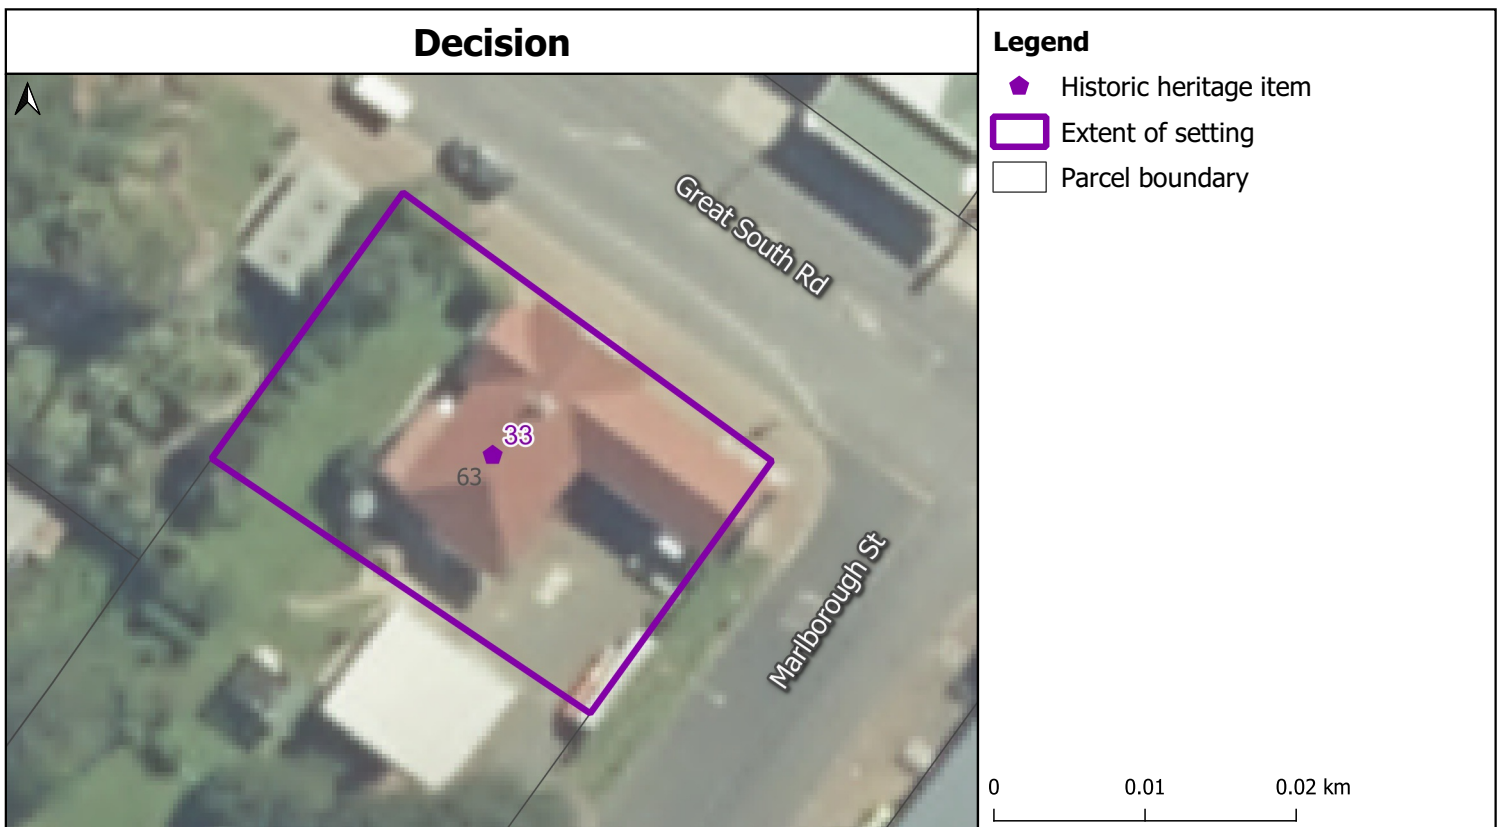 Decision
Great South Rd
33
63
Marlborough St
Legend
Historic heritage item
Extent of setting
Parcel boundary
0 0.01 0.02 km